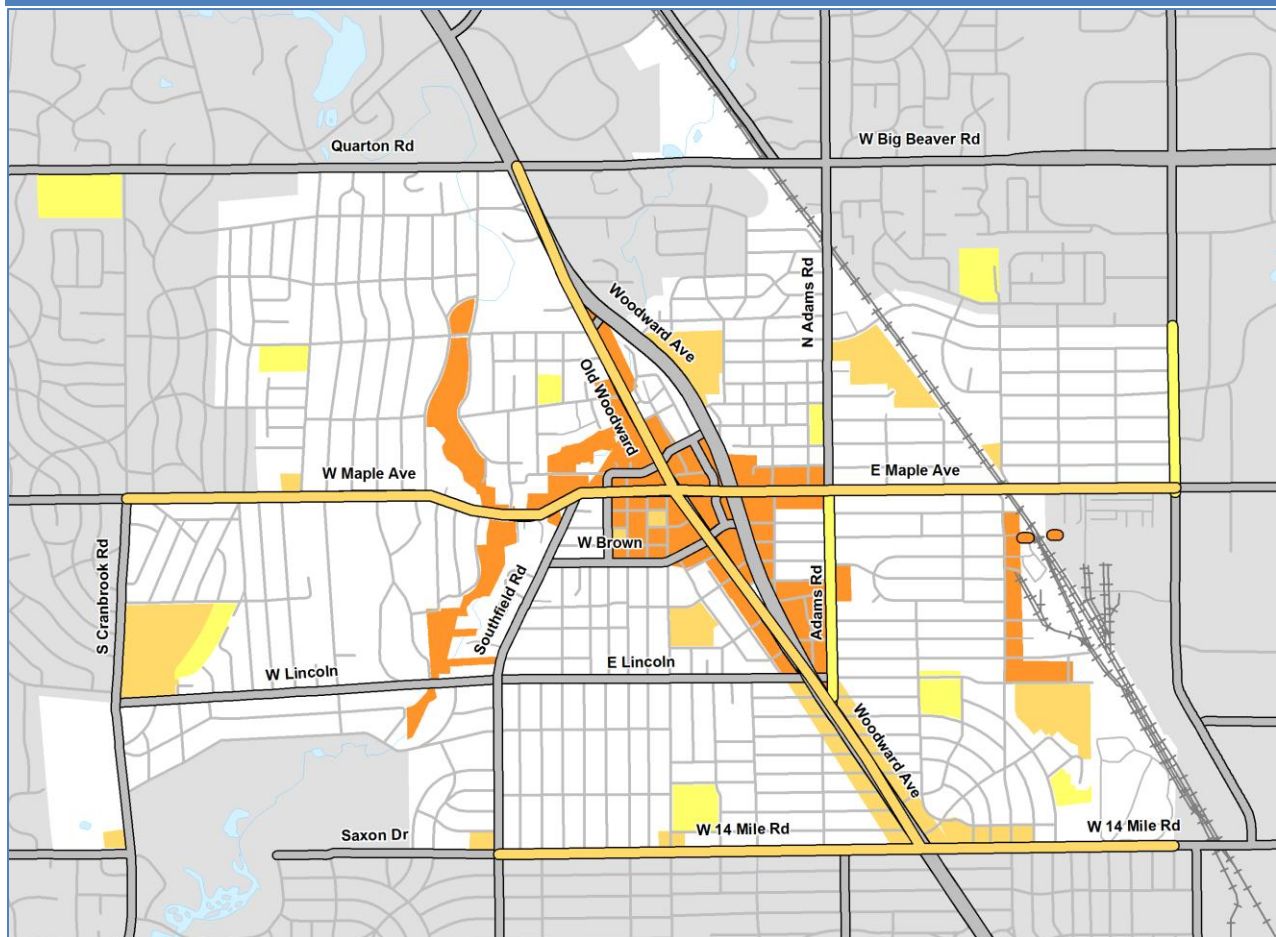 Quarton Rd
W Big Beaver Rd
N Adams Rd
Woodward Ave
Old Woodward
W Maple Ave
E Maple Ave
W Brown
S Cranbrook Rd
Southfield Rd
Adams Rd
W Lincoln
E Lincoln
Woodward Ave
Saxon Dr
W 14 Mile Rd
W 14 Mile Rd